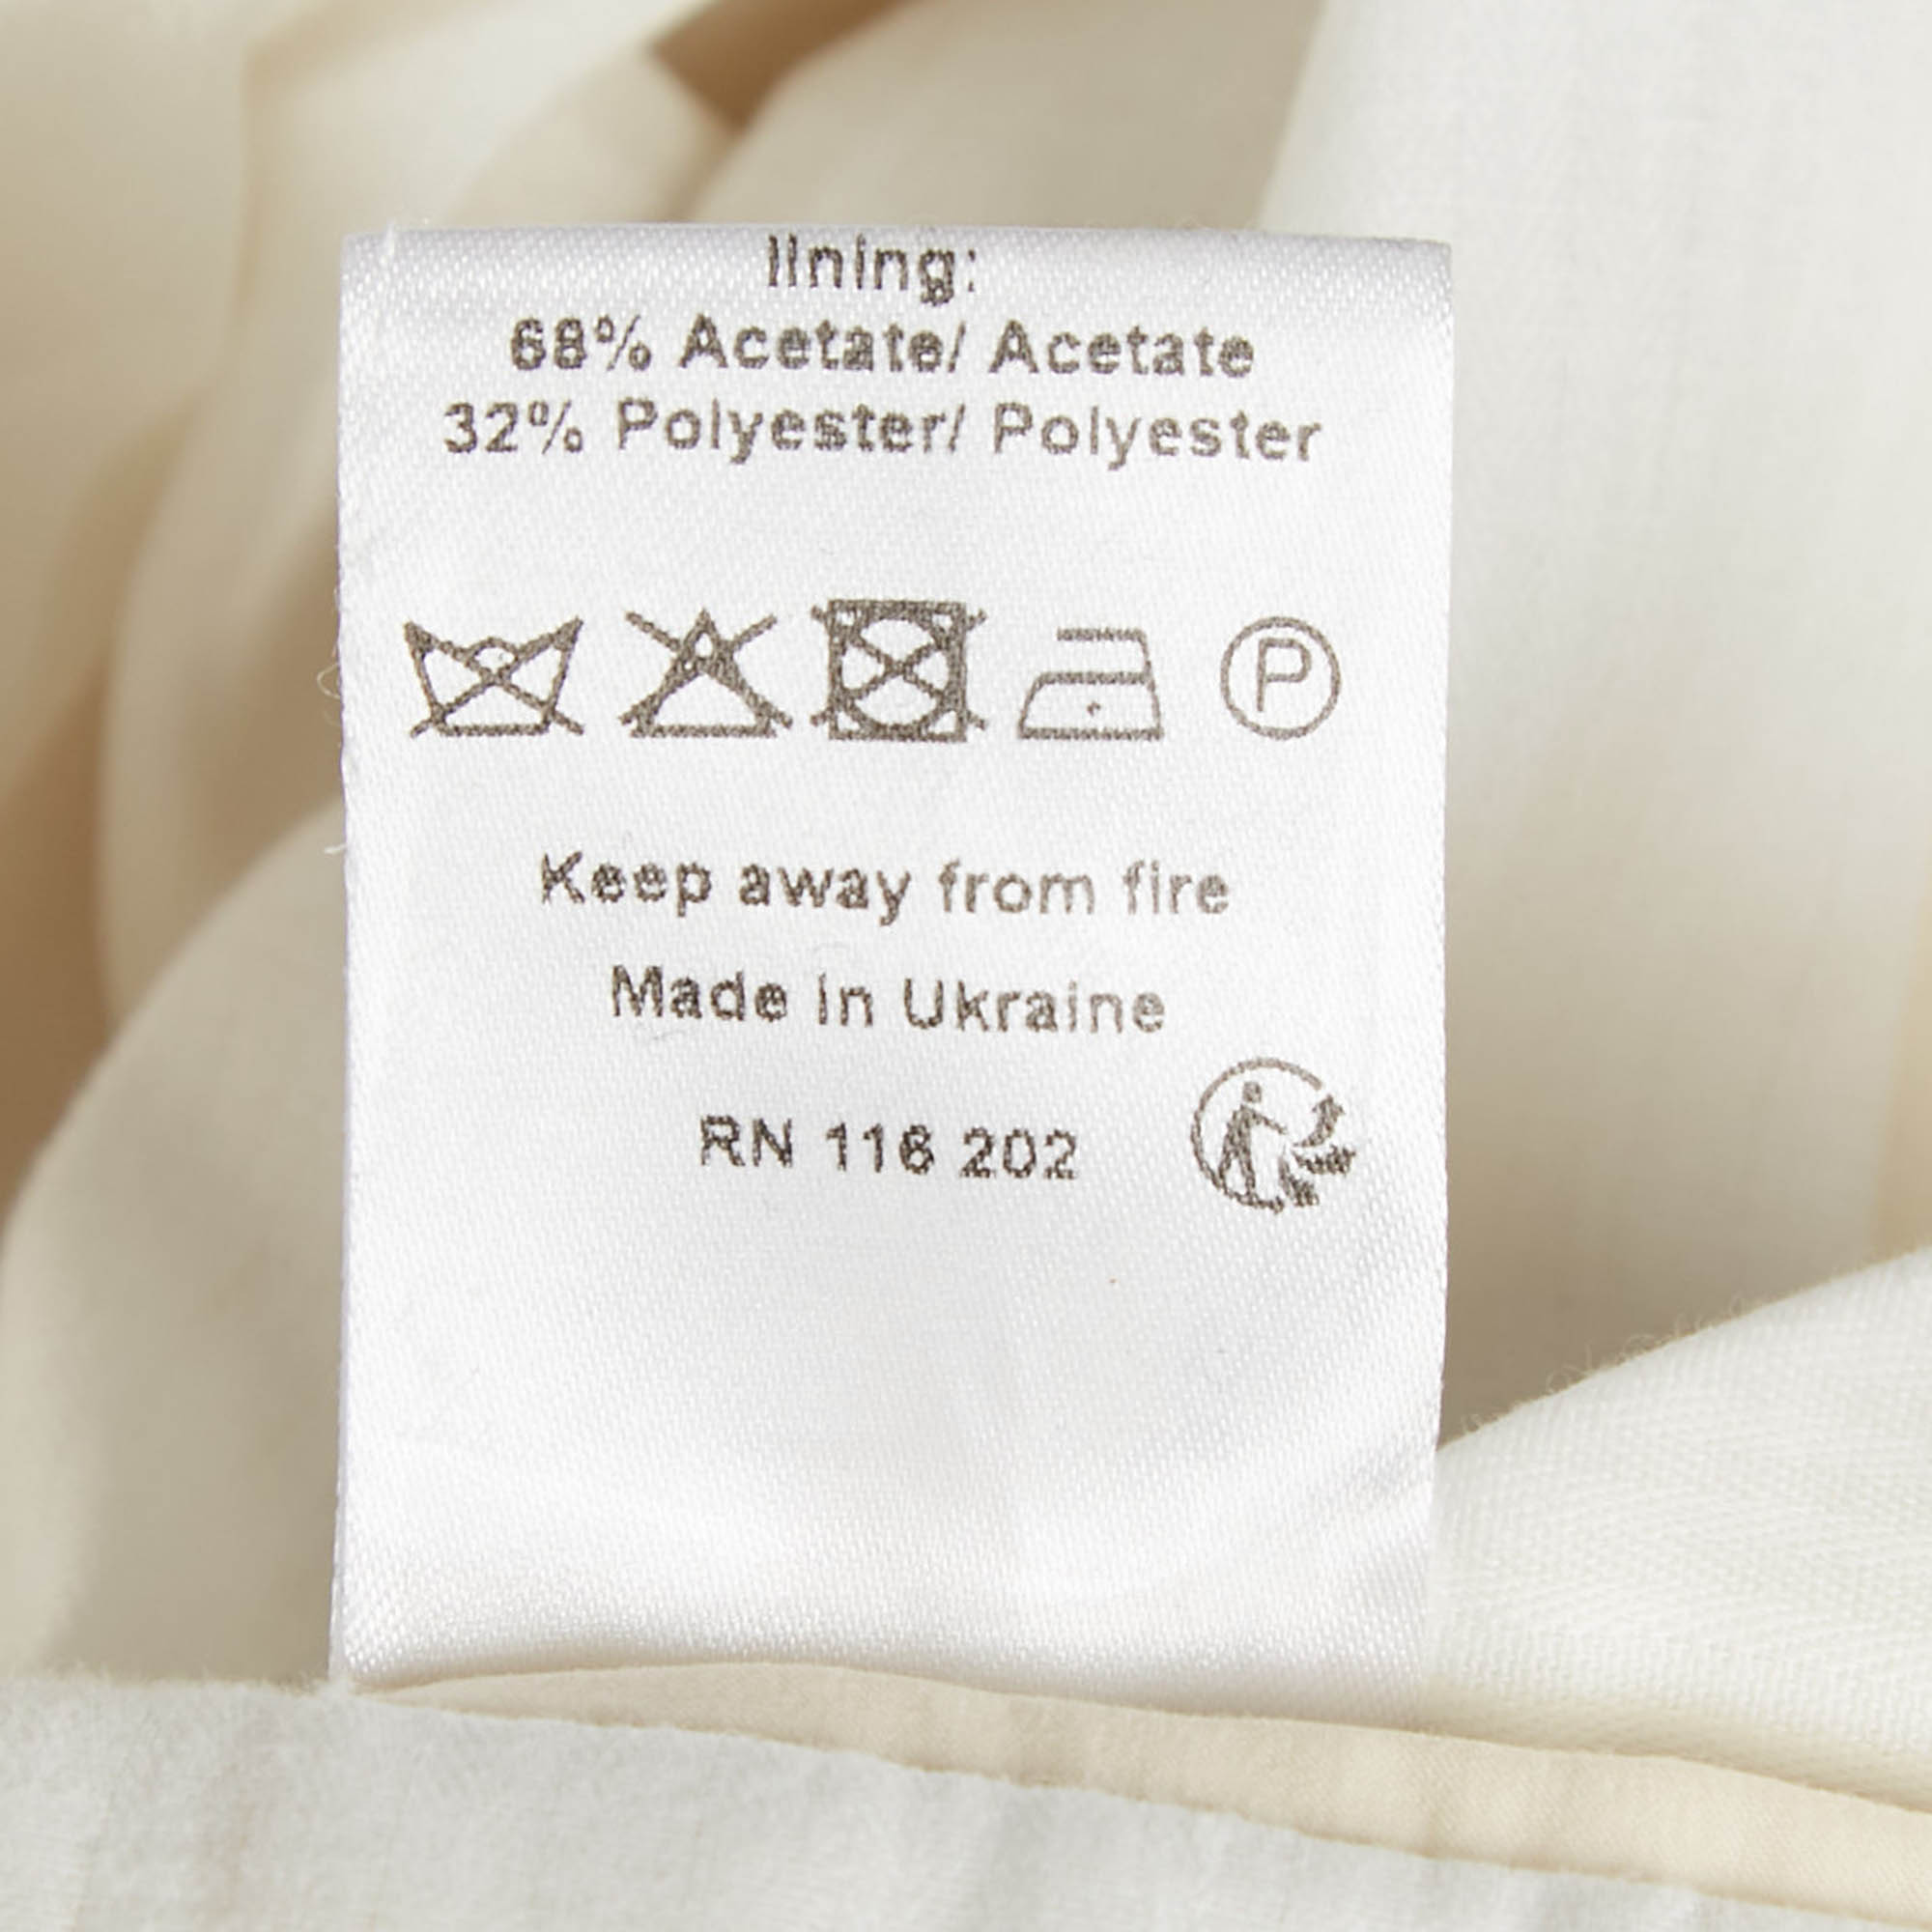 lining:
68% Acetate/ Acetate
32% Polyester/ Polyester
P
Keep away from fire
Made in Ukraine
RN 116 202